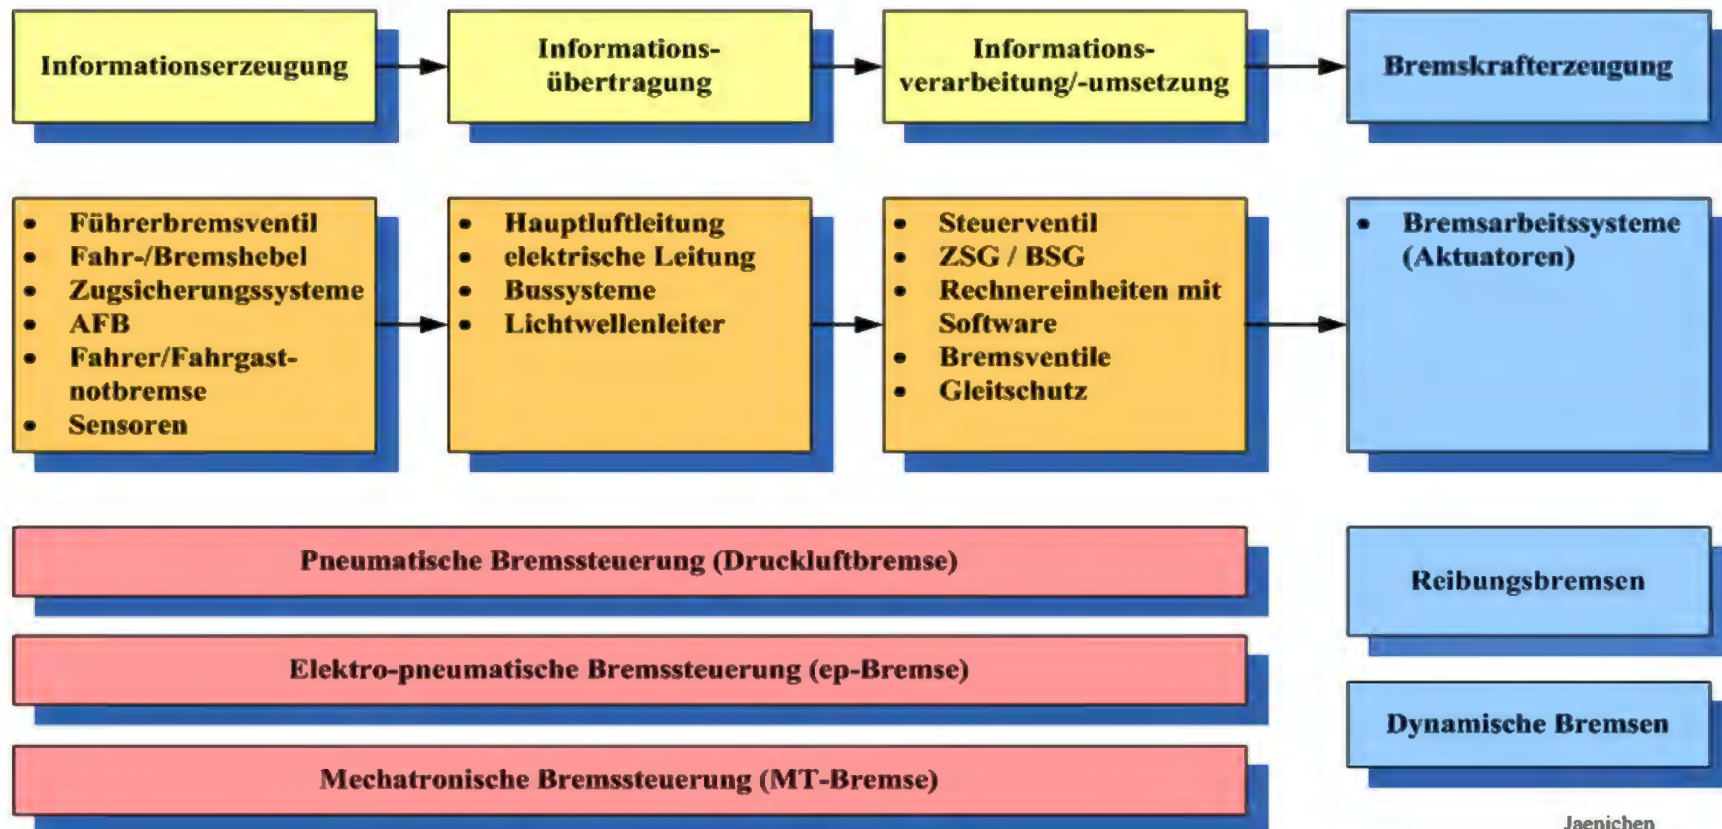 Informationserzeugung
Informations-
übertragung
Informations-
verarbeitung/-umsetzung
Bremskrafterzeugung
• Führerbremsventil
• Fahr-/Bremshebel
• Zugsicherungssysteme
• AFB
• Fahrer/Fahrgast-
notbremse
• Sensoren
• Hauptluftleitung
• elektrische Leitung
• Bussysteme
• Lichtwellenleiter
• Steuerventil
• ZSG / BSG
• Rechnereinheiten mit
Software
• Bremsventile
• Gleitschutz
• Bremsarbeitssysteme
(Aktuatoren)
Pneumatische Bremssteuerung (Druckluftbremse)
Elektro-pneumatische Bremssteuerung (ep-Bremse)
Mechatronische Bremssteuerung (MT-Bremse)
Reibungsbremsen
Dynamische Bremsen
Jaenichen